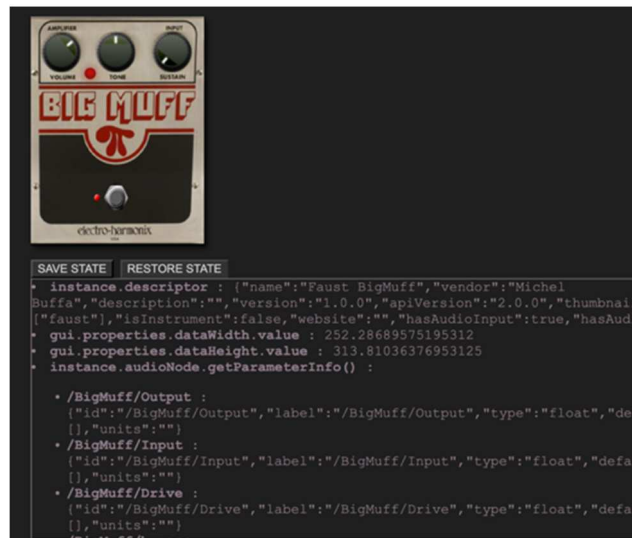 AMPLIFIER INPUT
VOLUME TONE SUSTAIN
BIG MUFF
π
electro-harmonix
SAVE STATE RESTORE STATE
• instance.descriptor : {"name":"Faust BigMuff","vendor":"Michel
Buffa","description":"","version":"1.0.0","apiVersion":"2.0.0","thumbnai
["faust"],"isInstrument":false,"website":"","hasAudioInput":true,"hasAud
• gui.properties.dataWidth.value : 252.28689575195312
• gui.properties.dataHeight.value : 313.81036376953125
• instance.audioNode.getParameterInfo() :
• /BigMuff/Output :
{"id":"/BigMuff/Output","label":"/BigMuff/Output","type":"float","de
[],"units":""}
• /BigMuff/Input :
{"id":"/BigMuff/Input","label":"/BigMuff/Input","type":"float","defa
[],"units":""}
• /BigMuff/Drive :
{"id":"/BigMuff/Drive","label":"/BigMuff/Drive","type":"float","defa
[],"units":""}